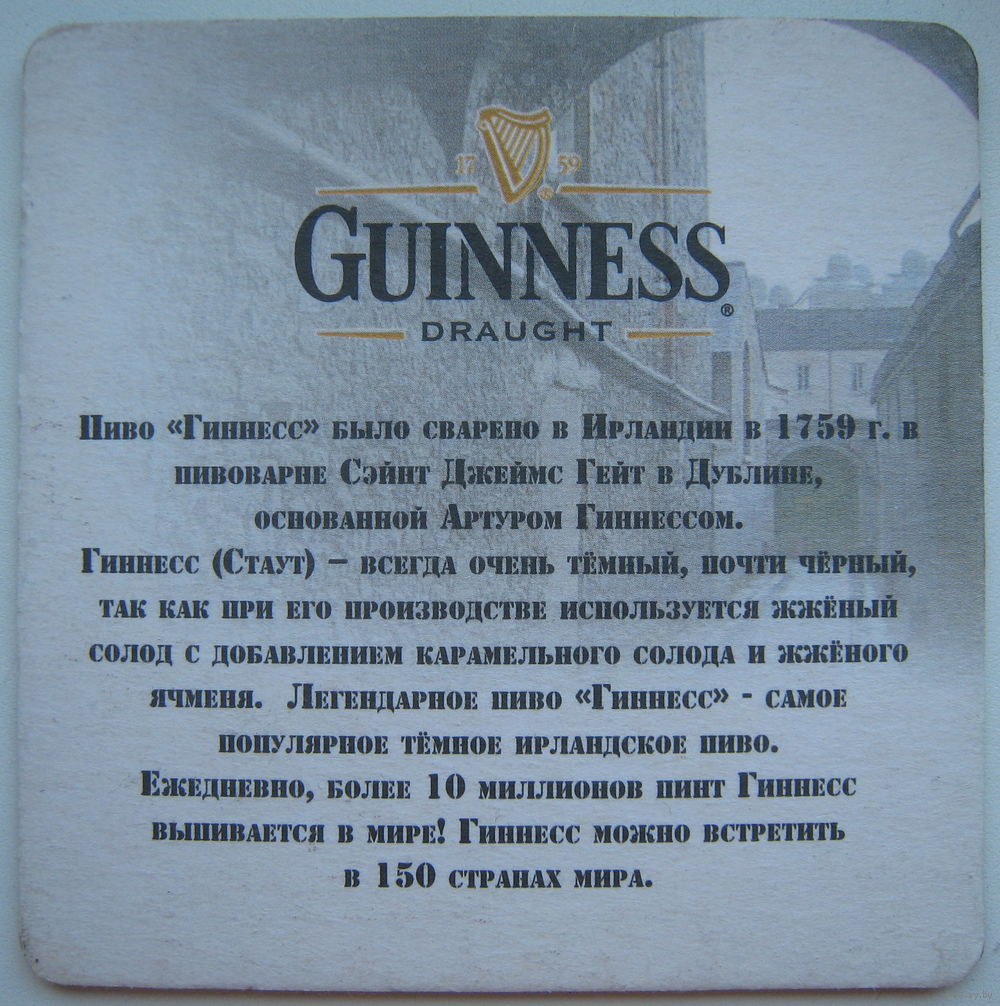 17 59
GUINNESS®
DRAUGHT
Пиво «Гиннесс» было сварено в Ирландии в 1759 г. в
пивоварне Сэйнт Джеймс Гейт в Дублине,
основанной Артуром Гиннессом.
Гиннесс (Стаут) – всегда очень тёмный, почти чёрный,
так как при его производстве используется жжёный
солод с добавлением карамельного солода и жжёного
ячменя. Легендарное пиво «Гиннесс» - самое
популярное тёмное ирландское пиво.
Ежедневно, более 10 миллионов пинт Гиннесс
выпивается в мире! Гиннесс можно встретить
в 150 странах мира.